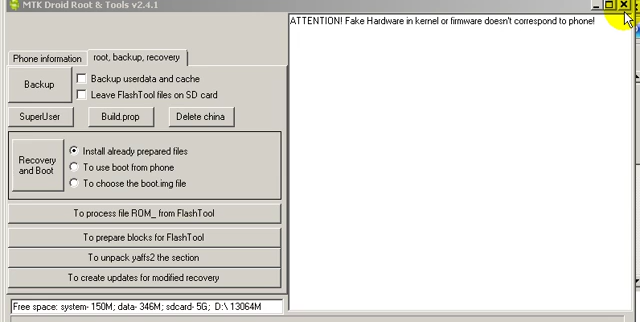 MTK Droid Root & Tools v2.4.1
ATTENTION! Fake Hardware in kernel or firmware doesn't correspond to phone!
Phone information
root, backup, recovery
Backup
Backup userdata and cache
Leave FlashTool files on SD card
SuperUser
Build.prop
Delete china
Recovery
and Boot
Install already prepared files
To use boot from phone
To choose the boot.img file
To process file ROM_ from FlashTool
To prepare blocks for FlashTool
To unpack yaffs2 the section
To create updates for modified recovery
Free space: system- 150M; data- 346M; sdcard- 5G;  D:\ 13064M